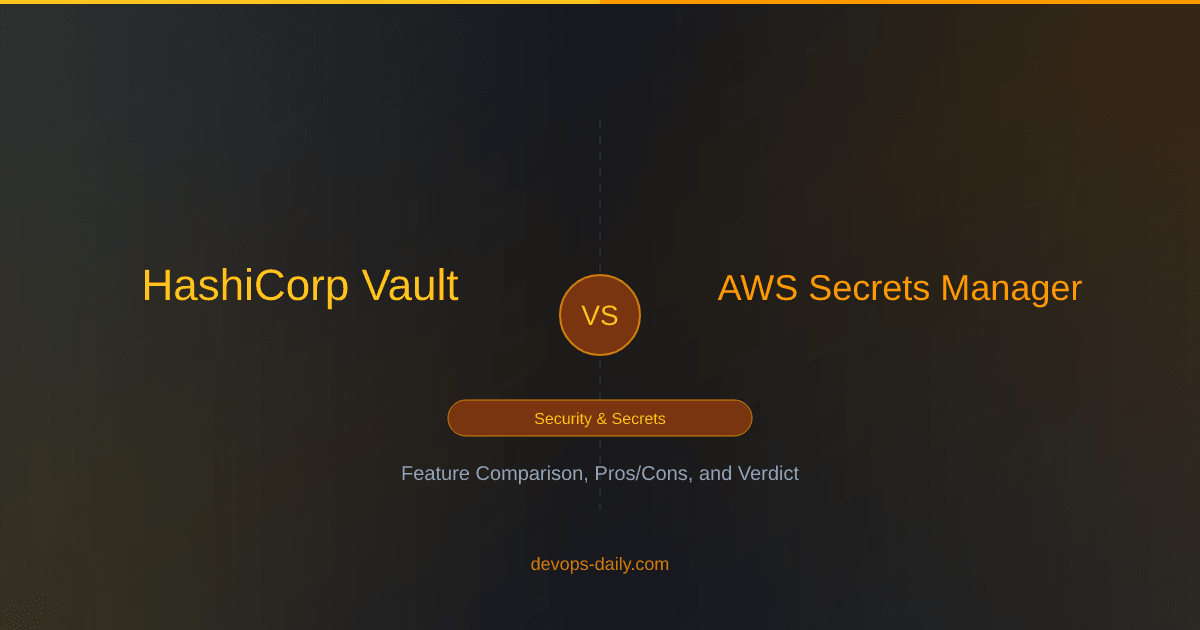 HashiCorp Vault
VS
AWS Secrets Manager
Security & Secrets
Feature Comparison, Pros/Cons, and Verdict
devops-daily.com